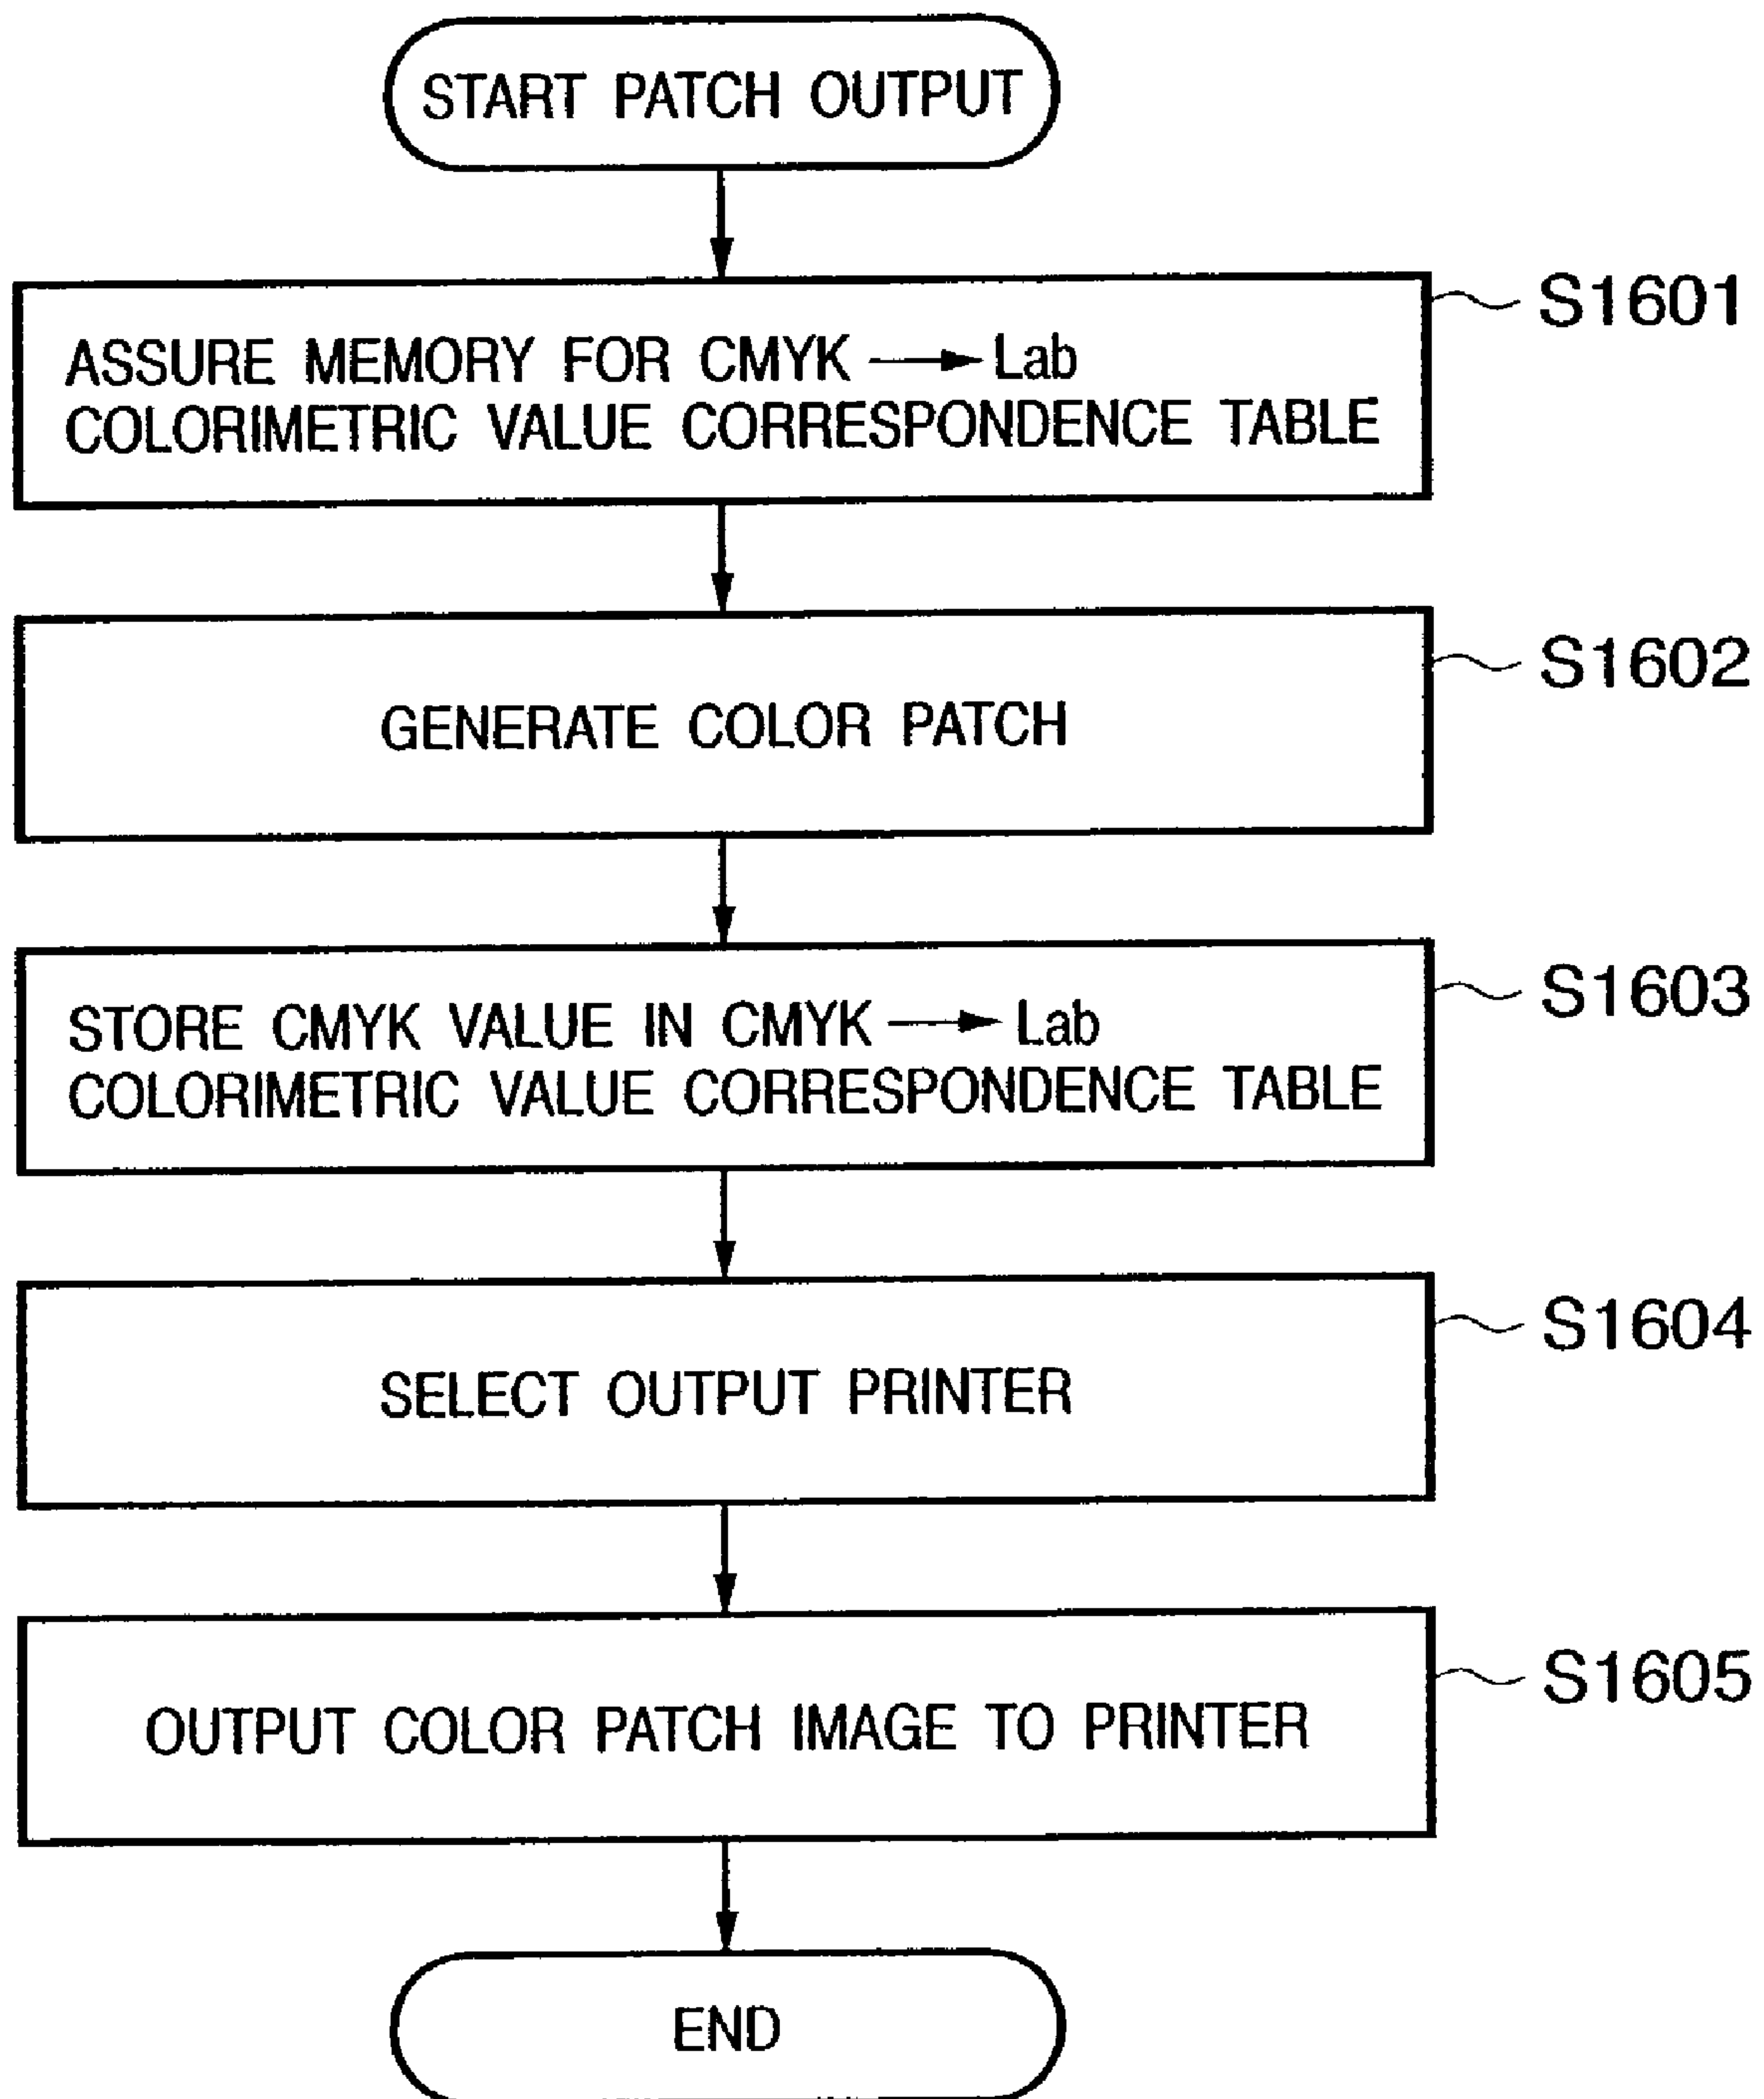 START PATCH OUTPUT
S1601
ASSURE MEMORY FOR CMYK → Lab
COLORIMETRIC VALUE CORRESPONDENCE TABLE
S1602
GENERATE COLOR PATCH
S1603
STORE CMYK VALUE IN CMYK → Lab
COLORIMETRIC VALUE CORRESPONDENCE TABLE
S1604
SELECT OUTPUT PRINTER
S1605
OUTPUT COLOR PATCH IMAGE TO PRINTER
END